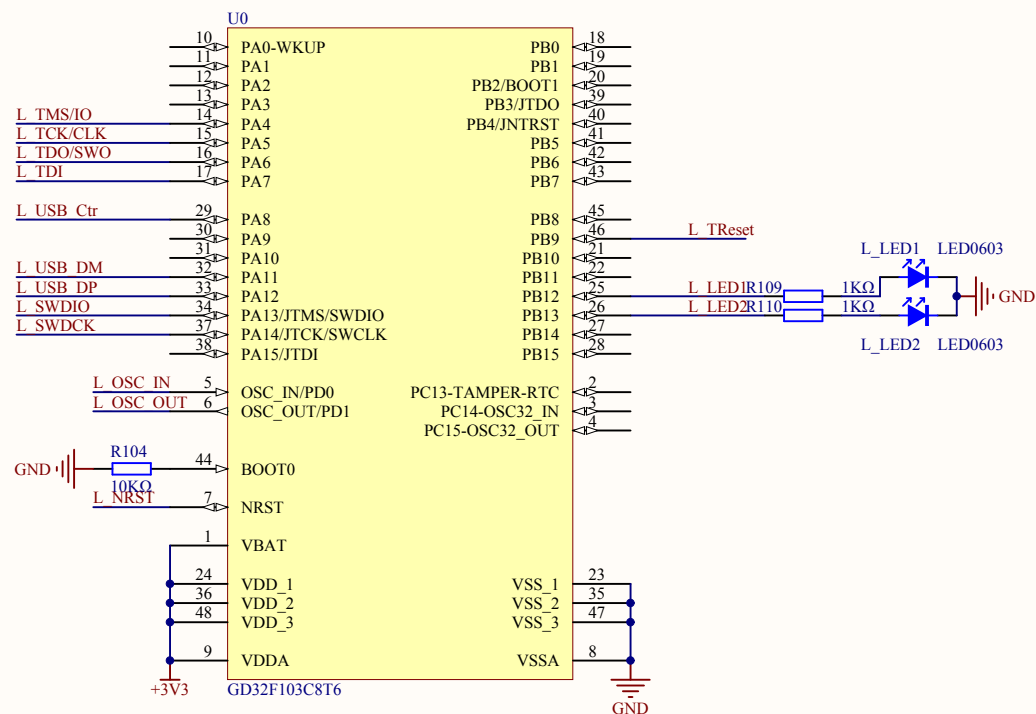 U0
10 PA0-WKUP PB0 18
11 PA1 PB1 19
12 PA2 PB2/BOOT1 20
13 PA3 PB3/JTDO 39
L_TMS/IO 14 PA4 PB4/JNTRST 40
L_TCK/CLK 15 PA5 PB5 41
L_TDO/SWO 16 PA6 PB6 42
L_TDI 17 PA7 PB7 43
L_USB_Ctr 29 PA8 PB8 45
30 PA9 PB9 46 L_TReset
31 PA10 PB10 21
L_LED1 LED0603
L_USB_DM 32 PA11 PB11 22
L_USB_DP 33 PA12 PB12 25 L_LED1 R109 1KΩ GND
L_SWDIO 34 PA13/JTMS/SWDIO PB13 26 L_LED2 R110 1KΩ
L_SWDCK 37 PA14/JTCK/SWCLK PB14 27
L_LED2 LED0603
38 PA15/JTDI PB15 28
L_OSC_IN 5 OSC_IN/PD0 PC13-TAMPER-RTC 2
L_OSC_OUT 6 OSC_OUT/PD1 PC14-OSC32_IN 3
PC15-OSC32_OUT 4
R104
GND 44 BOOT0
10KΩ
L_NRST 7 NRST
1 VBAT
24 VDD_1 VSS_1 23
36 VDD_2 VSS_2 35
48 VDD_3 VSS_3 47
9 VDDA VSSA 8
+3V3 GD32F103C8T6
GND